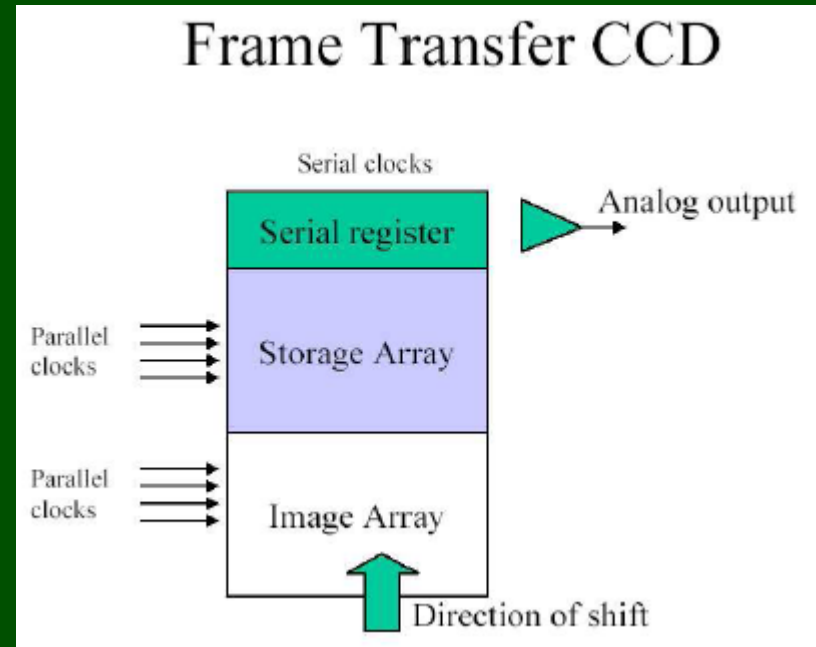 Frame Transfer CCD
Serial clocks
Serial register
Analog output
Parallel
clocks
Storage Array
Parallel
clocks
Image Array
Direction of shift